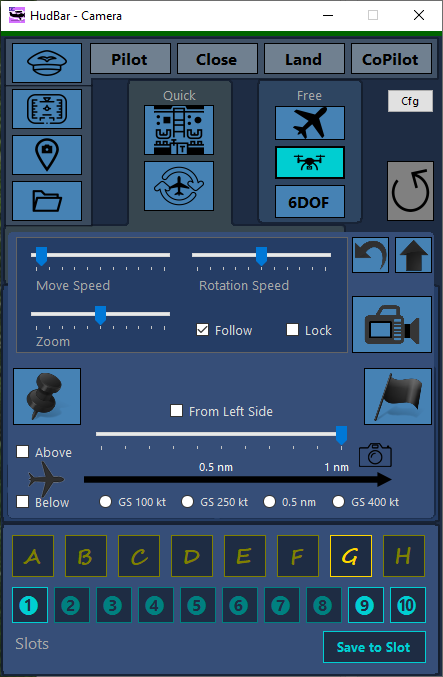 HudBar - Camera
Pilot Close Land CoPilot
Quick Free
Cfg
6DOF
Move Speed Rotation Speed
Zoom Follow Lock
From Left Side
Above
0.5 nm 1 nm
Below GS 100 kt GS 250 kt 0.5 nm GS 400 kt
A B C D E F G H
1 2 3 4 5 6 7 8 9 10
Slots Save to Slot